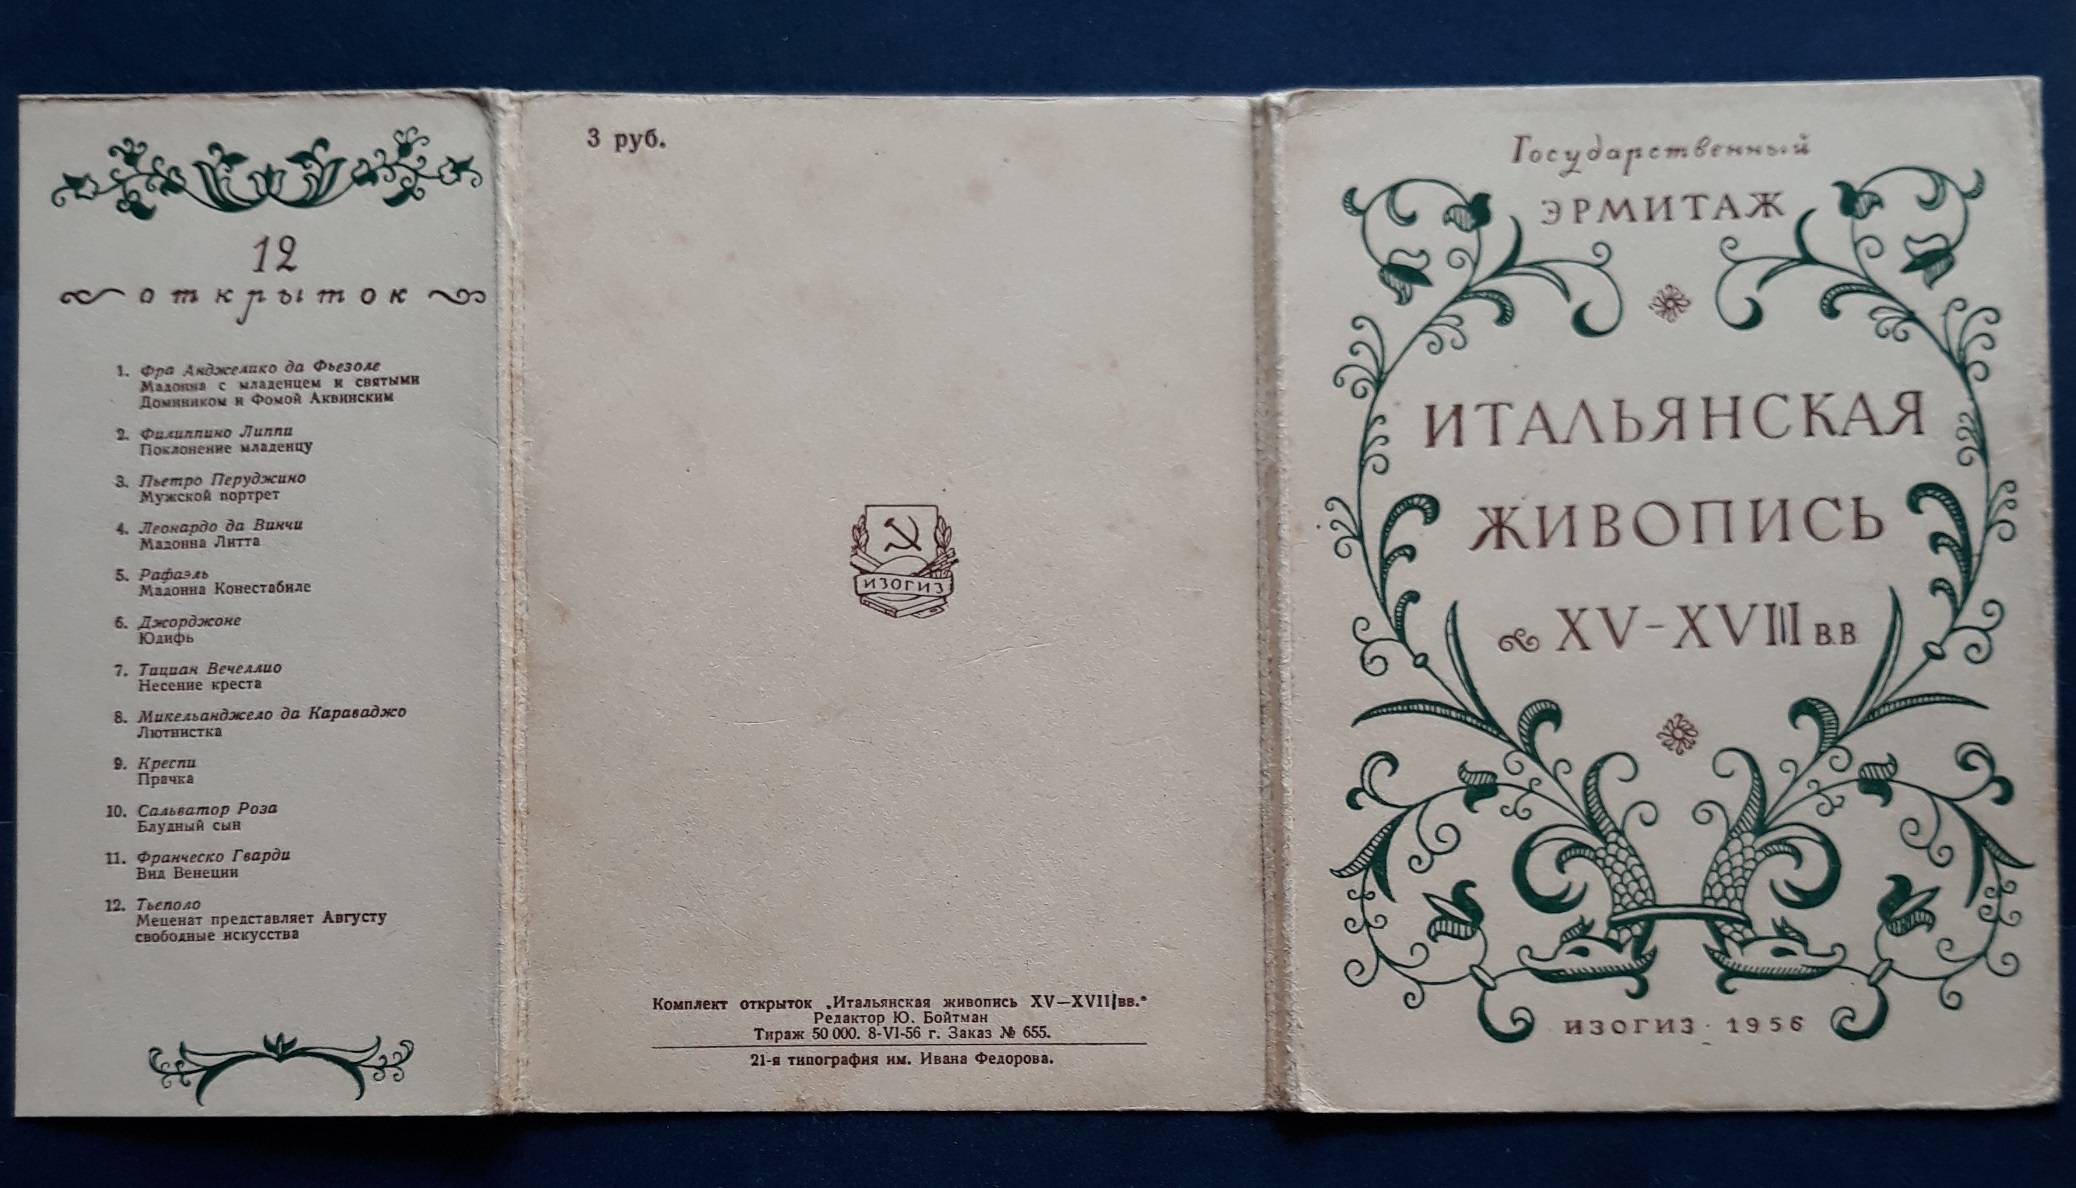 12
открыток
1. Фра Анджелико да Фьезоле
Мадонна с младенцем и святыми
Домиником и Фомой Аквинским
2. Филиппино Липпи
Поклонение младенцу
3. Пьетро Перуджино
Мужской портрет
4. Леонардо да Винчи
Мадонна Литта
5. Рафаэль
Мадонна Конестабиле
6. Джорджоне
Юдифь
7. Тициан Вечеллио
Несение креста
8. Микельанджело да Караваджо
Лютнистка
9. Креспи
Прачка
10. Сальватор Роза
Блудный сын
11. Франческо Гварди
Вид Венеции
12. Тьеполо
Меценат представляет Августу
свободные искусства
3 руб.
ИЗОГИЗ
Комплект открыток „Итальянская живопись XV—XVIII вв.“
Редактор Ю. Бойтман
Тираж 50 000. 8-VI-56 г. Заказ № 655.
21-я типография им. Ивана Федорова.
Государственный
ЭРМИТАЖ
ИТАЛЬЯНСКАЯ
ЖИВОПИСЬ
XV-XVIII В.В
ИЗОГИЗ · 1956